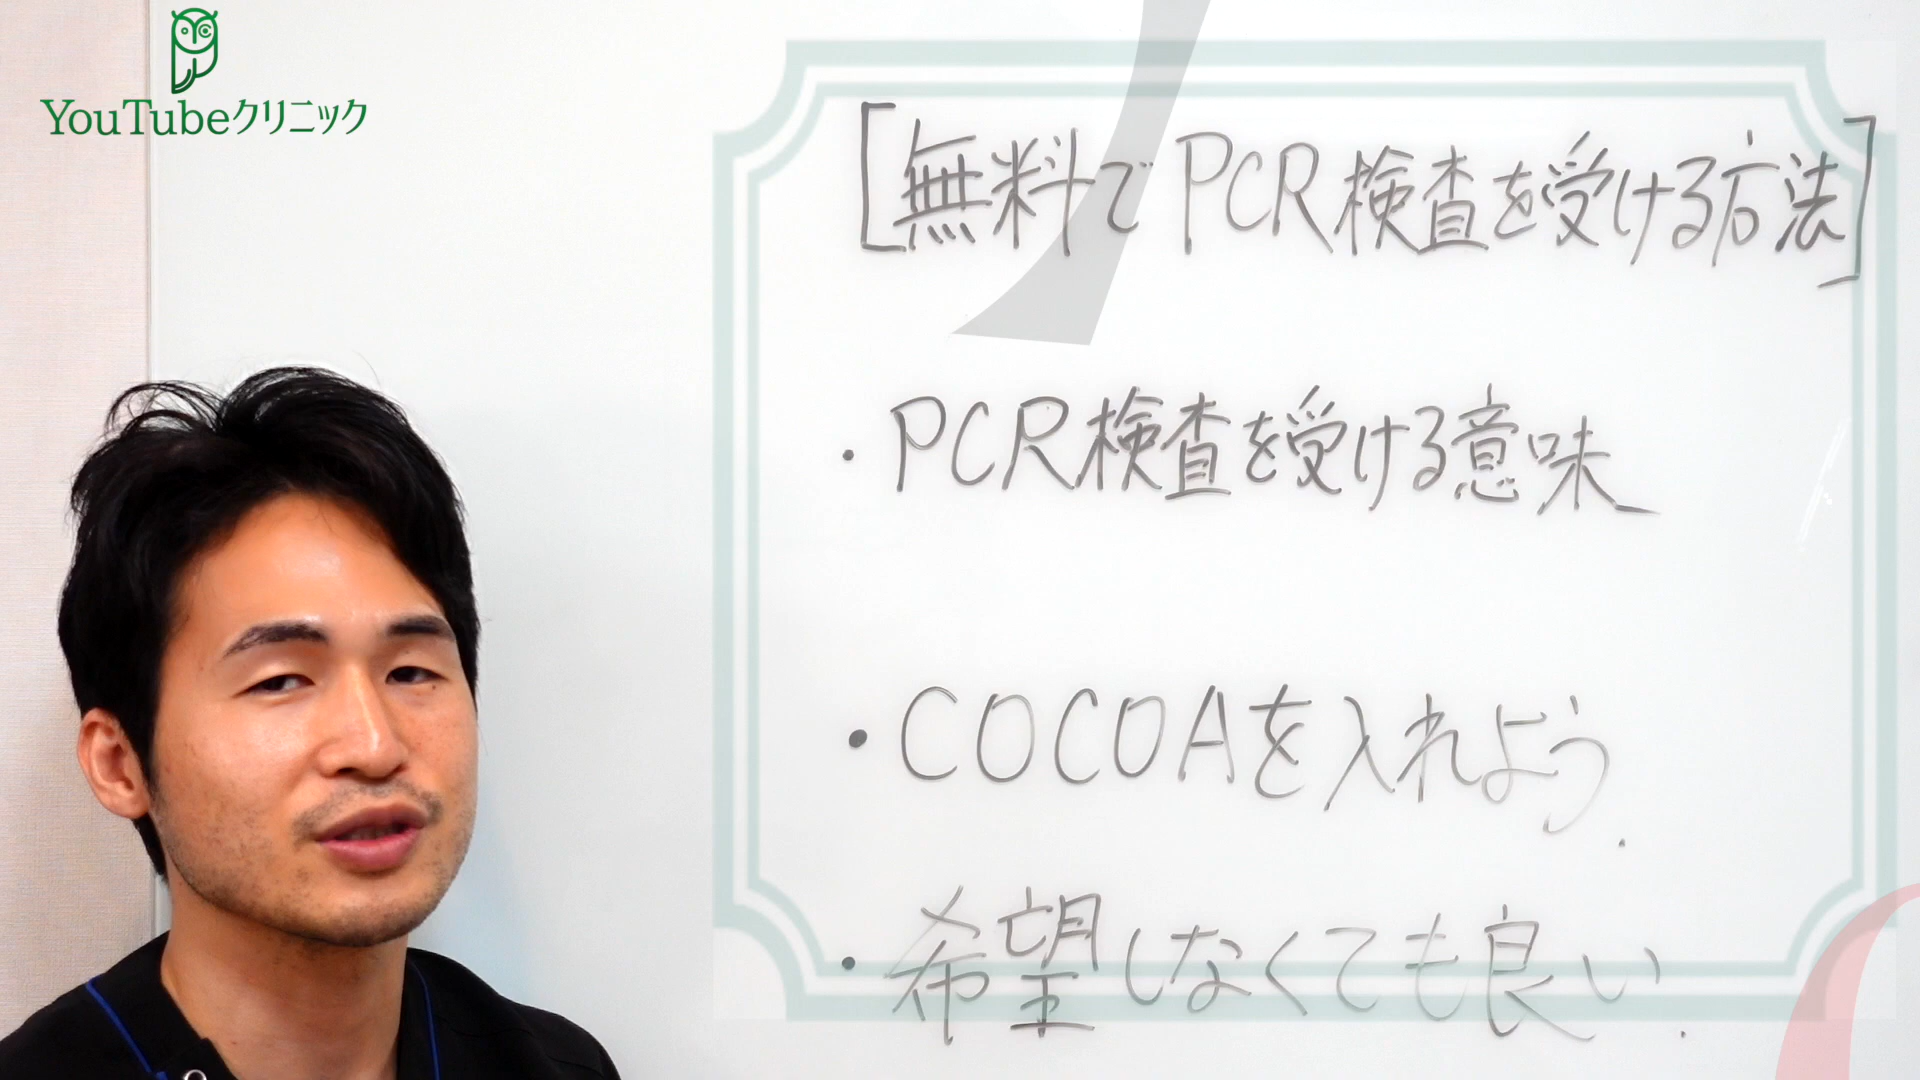 YouTubeクリニック
[無料でPCR検査を受ける方法]
・PCR検査を受ける意味
・COCOAを入れよう.
・希望しなくても良い.